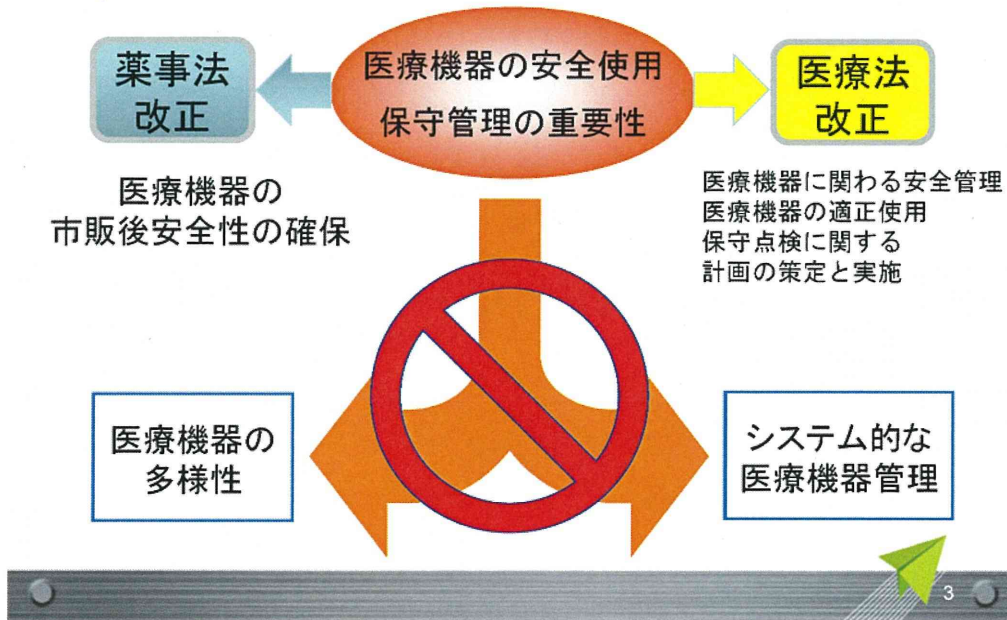 薬事法
改正
医療機器の安全使用
保守管理の重要性
医療法
改正
医療機器の
市販後安全性の確保
医療機器に関わる安全管理
医療機器の適正使用
保守点検に関する
計画の策定と実施
医療機器の
多様性
システム的な
医療機器管理
3